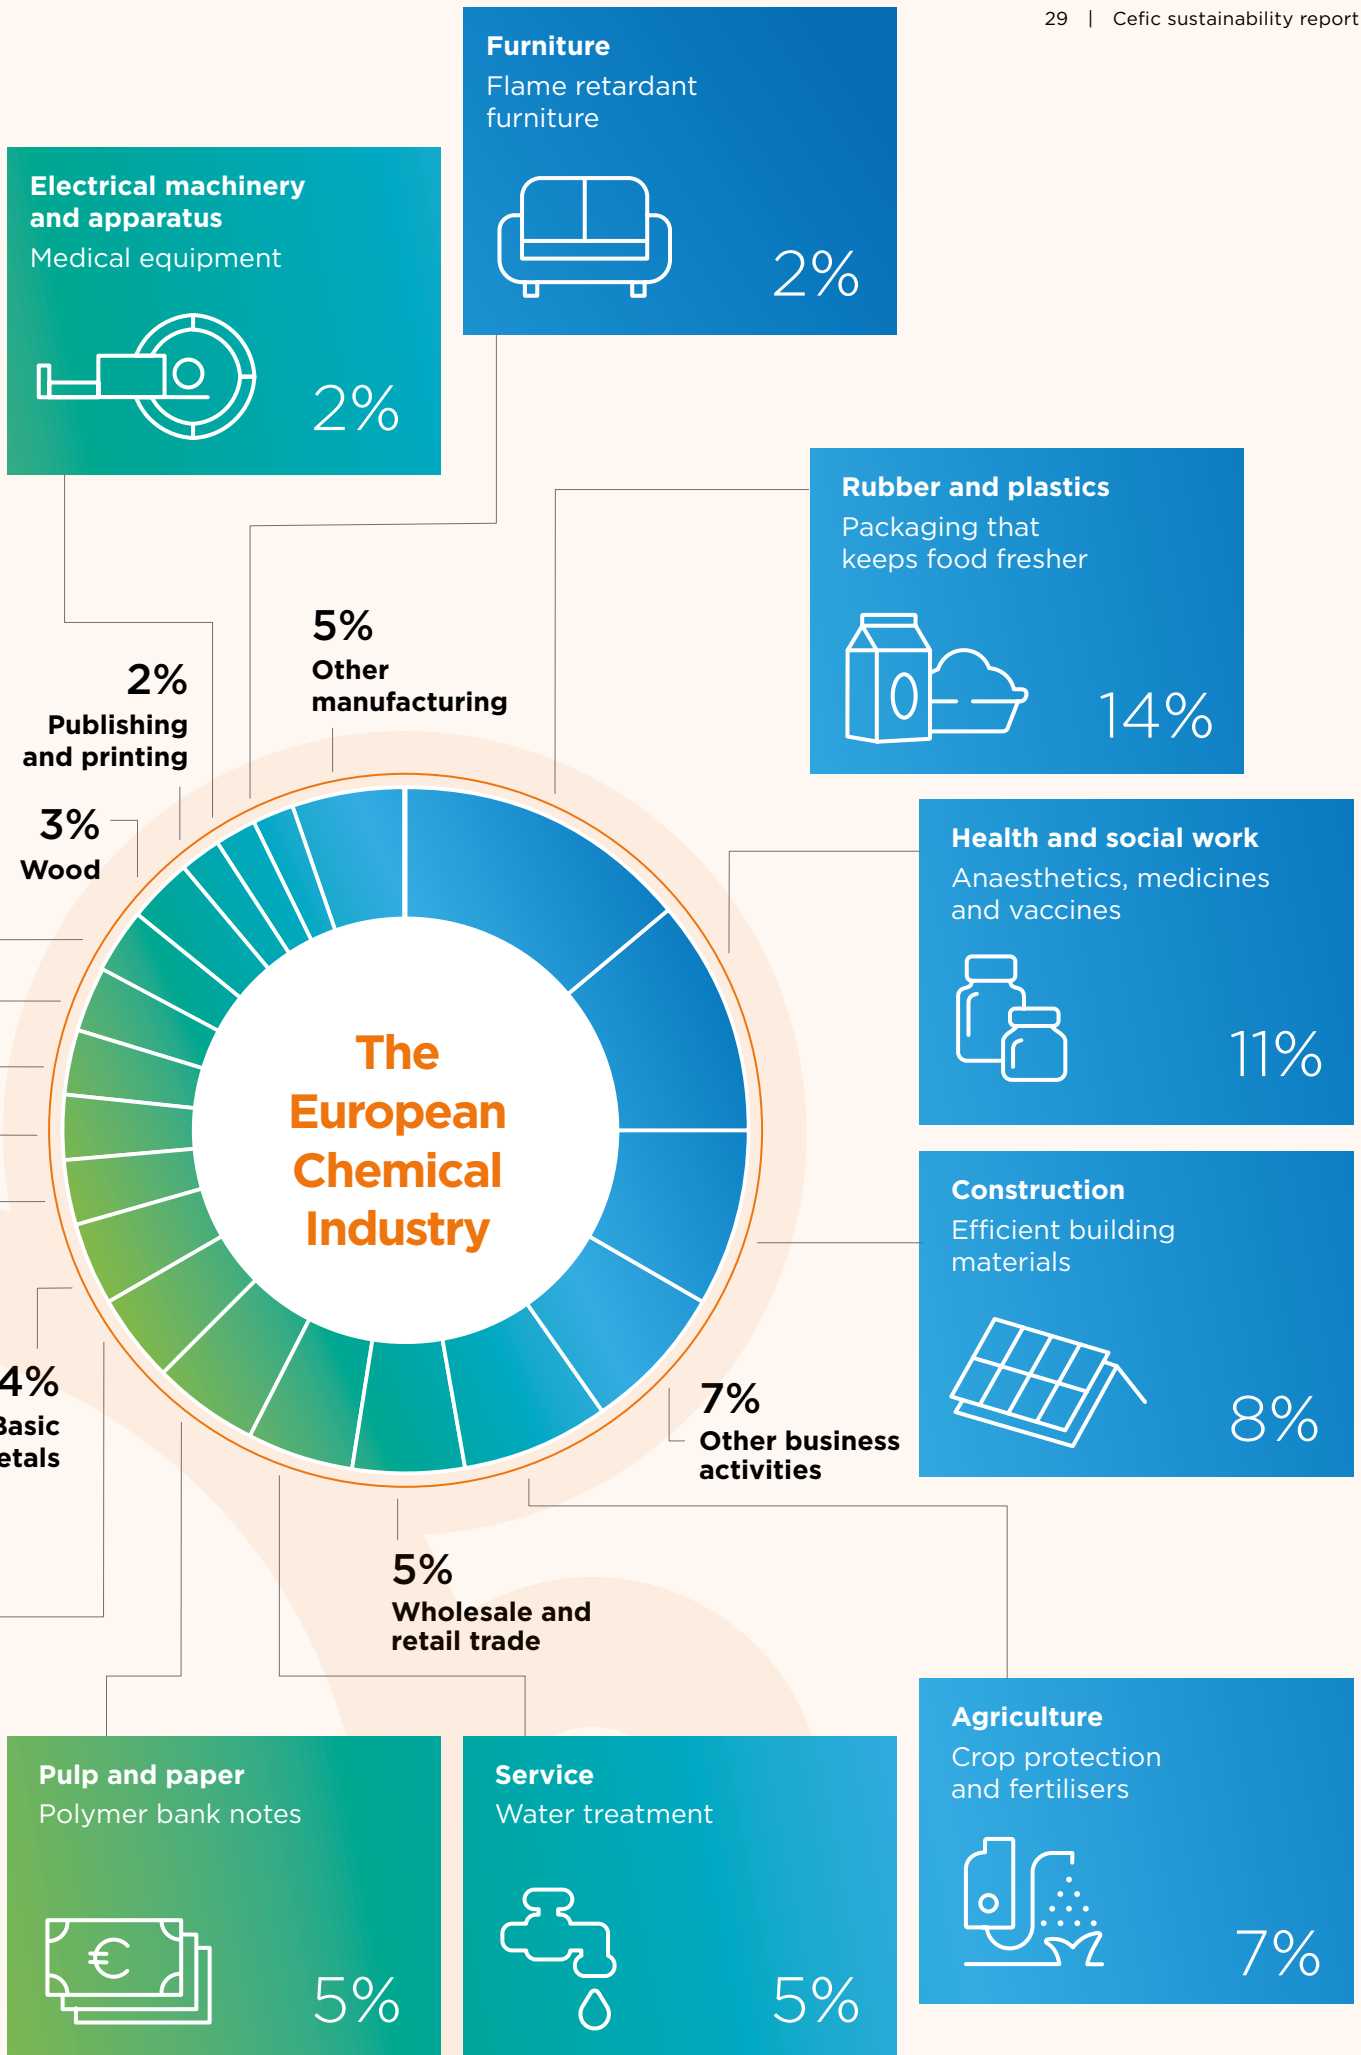 29 | Cefic sustainability report
Furniture
Flame retardant
furniture
2%
Electrical machinery
and apparatus
Medical equipment
2%
Rubber and plastics
Packaging that
keeps food fresher
14%
5%
Other
manufacturing
2%
Publishing
and printing
3%
Wood
Health and social work
Anaesthetics, medicines
and vaccines
11%
The
European
Chemical
Industry
Construction
Efficient building
materials
8%
4%
Basic
etals
7%
Other business
activities
5%
Wholesale and
retail trade
Pulp and paper
Polymer bank notes
€
5%
Service
Water treatment
5%
Agriculture
Crop protection
and fertilisers
7%